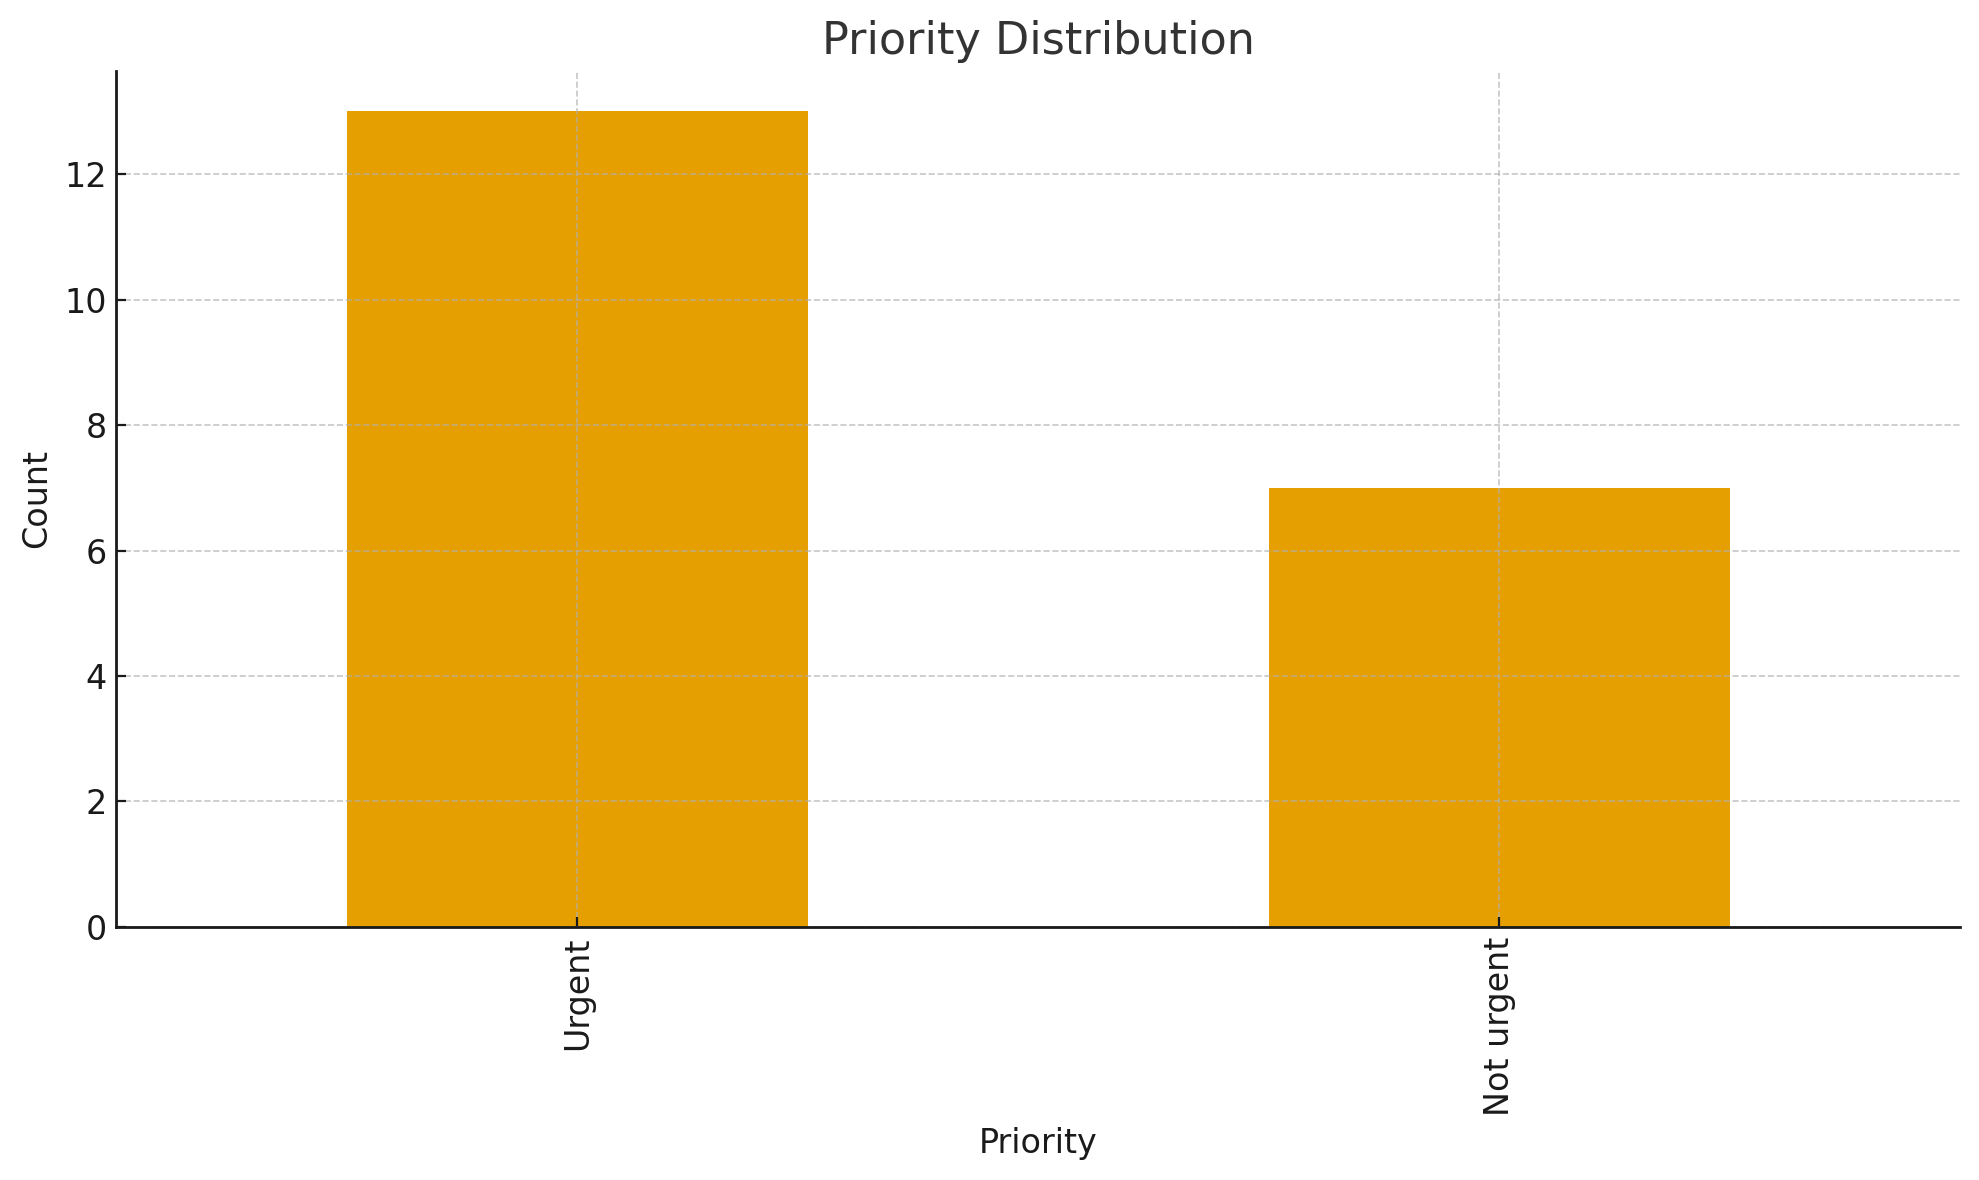 Priority Distribution
Count
12
10
8
6
4
2
0
Urgent
Not urgent
Priority